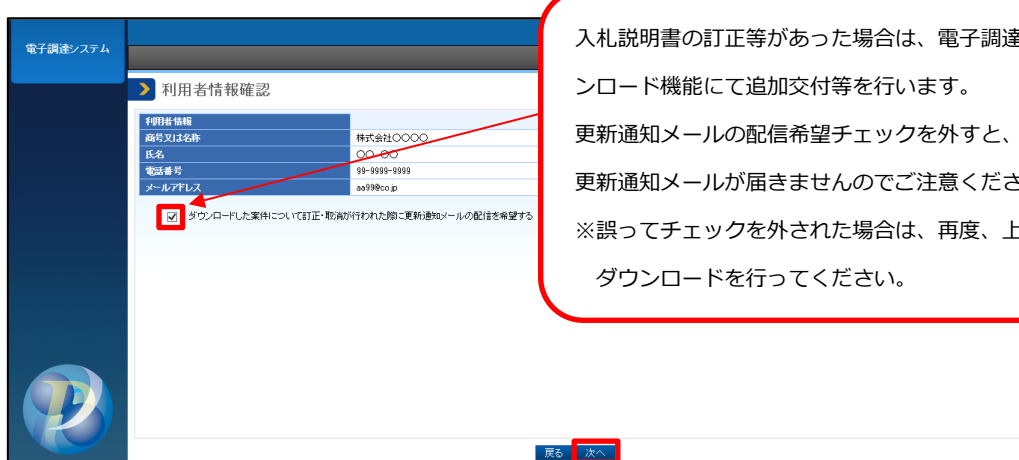 電子調達システム
利用者情報確認
利用者情報
商号又は名称 株式会社〇〇〇〇
氏名 〇〇 〇〇
電話番号 99-9999-9999
メールアドレス aa99@co.jp
ダウンロードした案件について訂正・取消が行われた際に更新通知メールの配信を希望する
戻る 次へ
入札説明書の訂正等があった場合は、電子調達
ンロード機能にて追加交付等を行います。
更新通知メールの配信希望チェックを外すと、
更新通知メールが届きませんのでご注意くださ
※誤ってチェックを外された場合は、再度、上
ダウンロードを行ってください。